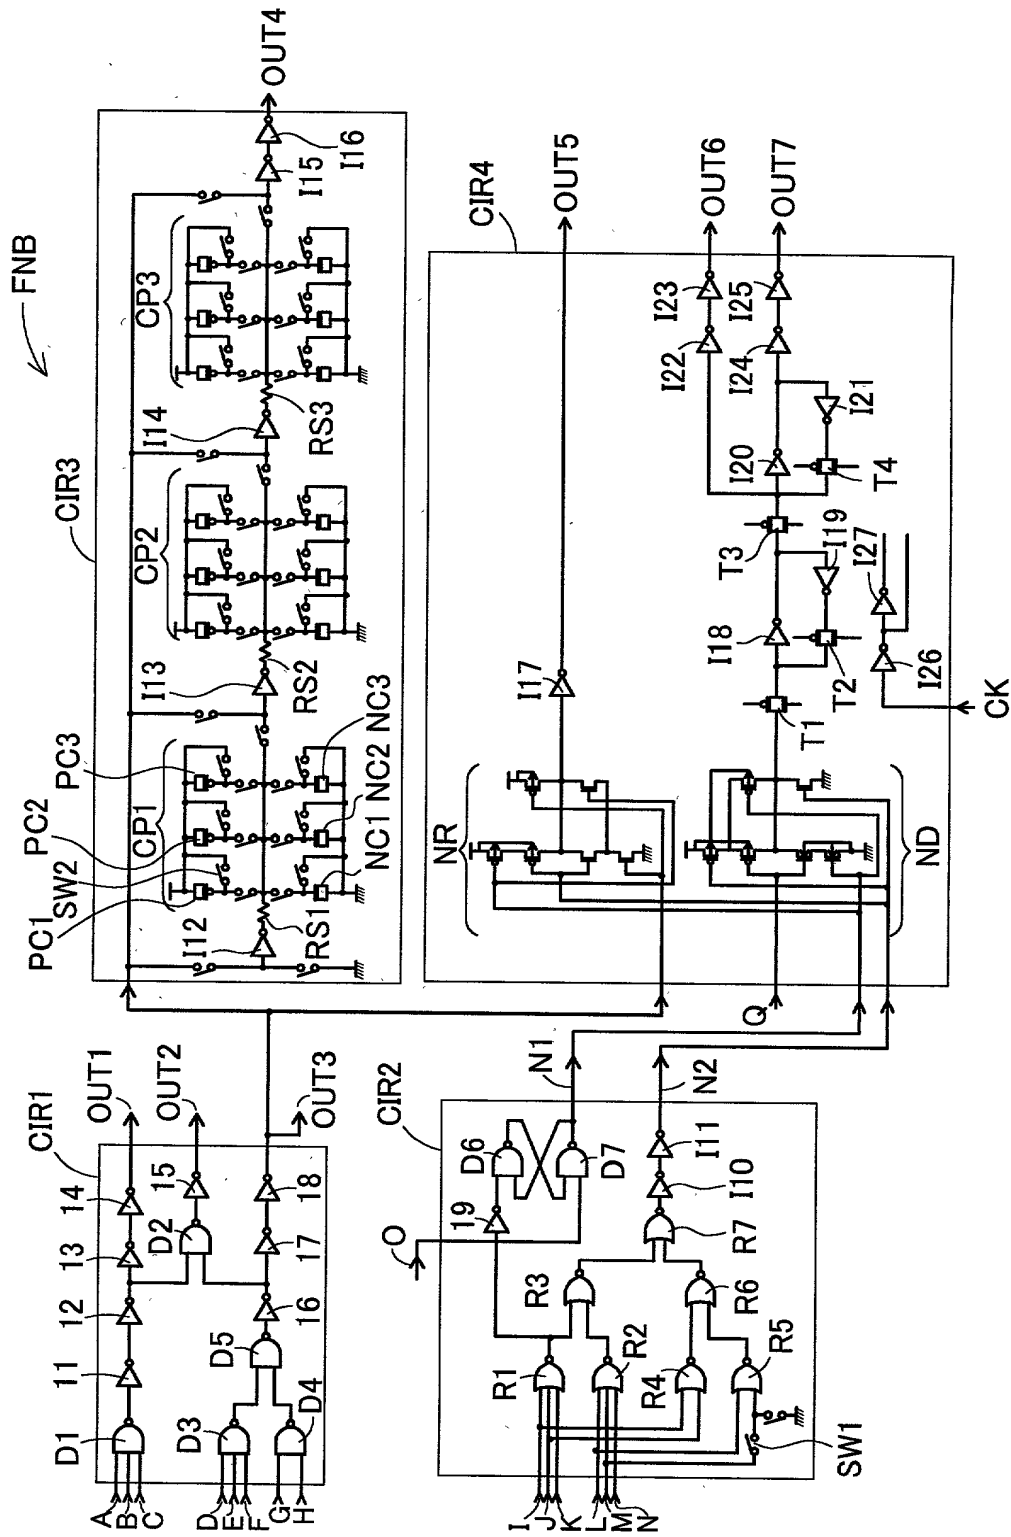 FNB
CIR1
A
B
C
D1
11
12
13
14
OUT1
D2
15
OUT2
D
E
F
G
H
D3
D4
D5
16
17
18
OUT3
CIR3
CP1
CP2
CP3
PC1
SW2
PC2
PC3
I12
RS1
NC1
NC2
NC3
I13
RS2
I14
RS3
I15
I16
OUT4
CIR2
O
19
D6
D7
N1
I
J
K
L
M
N
R1
R2
R3
R4
R5
R6
R7
I10
I11
N2
SW1
CIR4
NR
ND
Q
I17
OUT5
T1
I18
T2
I19
T3
I20
T4
I21
I22
I23
OUT6
I24
I25
OUT7
CK
I26
I27